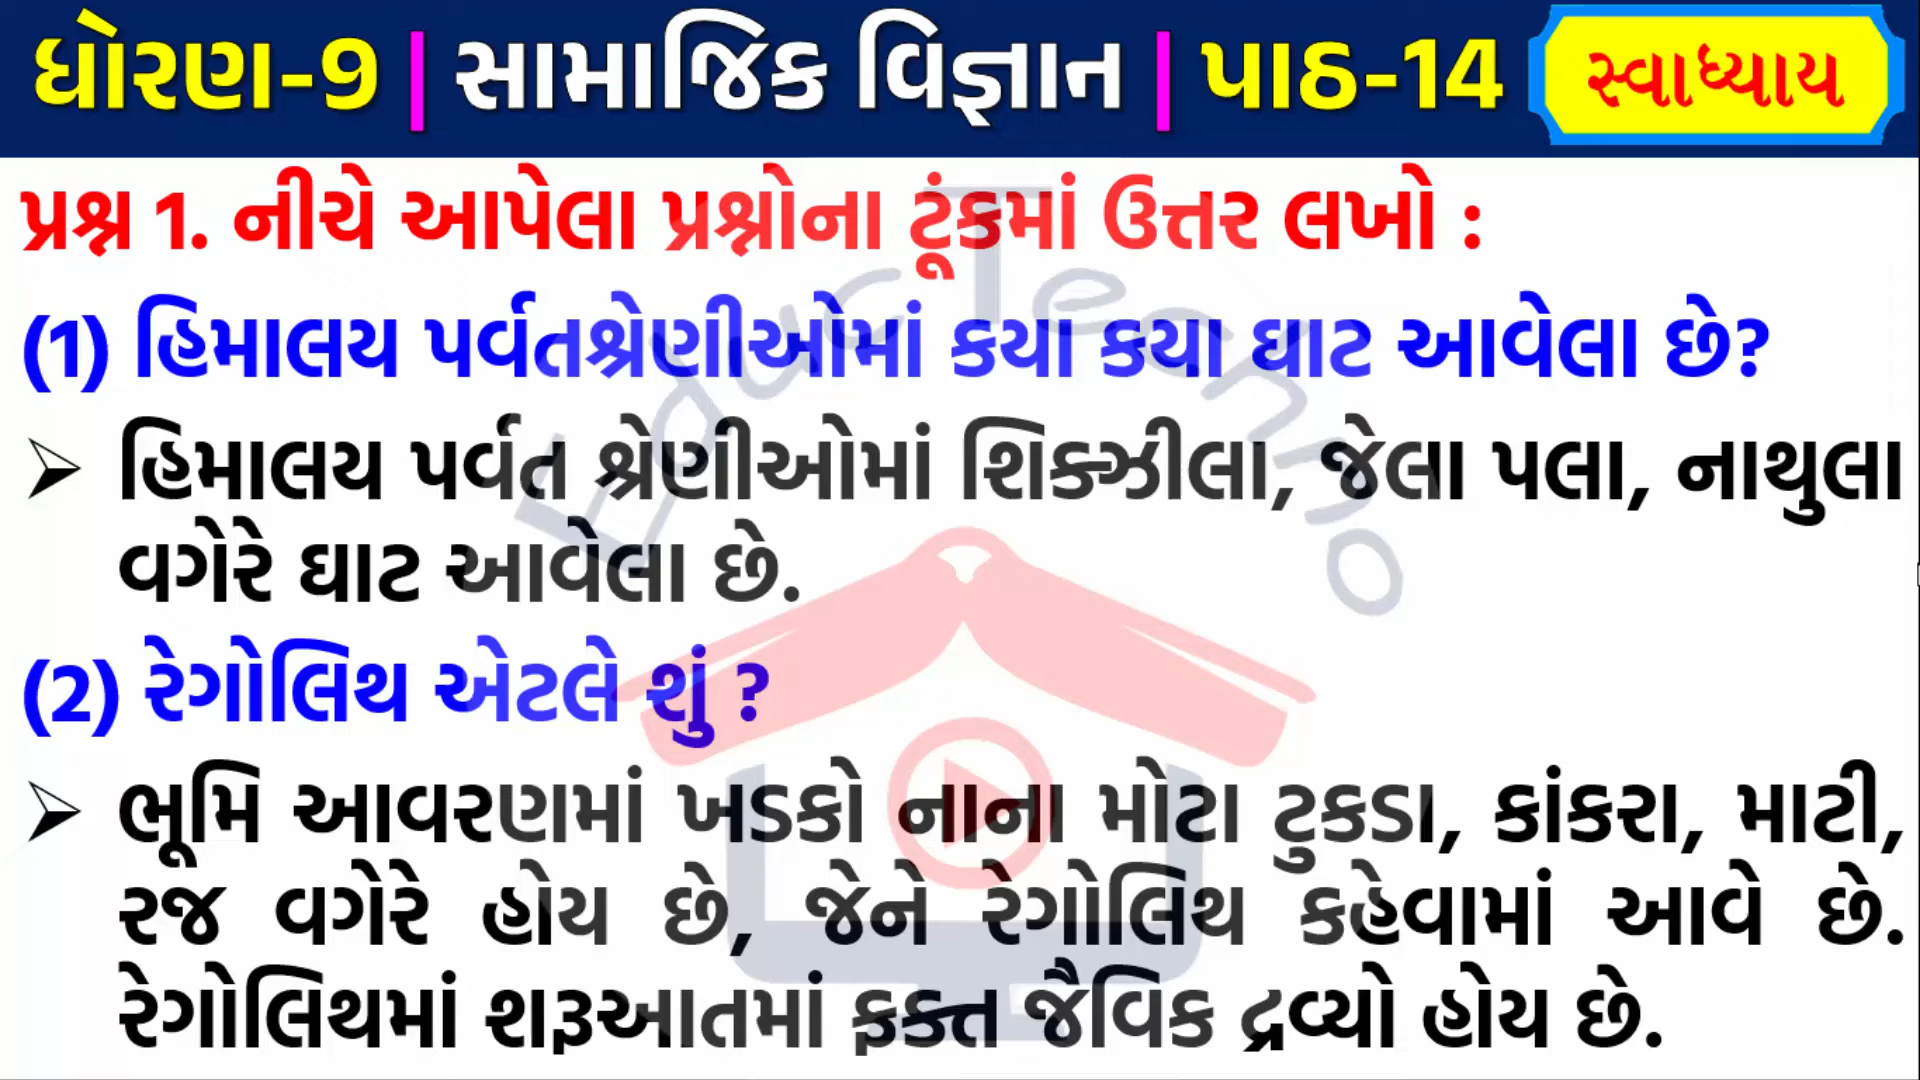 ધોરણ-9 | સામાજિક વિજ્ઞાન | પાઠ-14 સ્વાધ્યાય
પ્રશ્ન 1. નીચે આપેલા પ્રશ્નોના ટૂંકમાં ઉત્તર લખો :
(1) હિમાલય પર્વતશ્રેણીઓમાં કયા કયા ઘાટ આવેલા છે?
➢ હિમાલય પર્વત શ્રેણીઓમાં શિક્ઝીલા, જેલા પલા, નાથુલા
વગેરે ઘાટ આવેલા છે.
(2) રેગોલિથ એટલે શું ?
➢ ભૂમિ આવરણમાં ખડકો નાના મોટા ટુકડા, કાંકરા, માટી,
રજ વગેરે હોય છે, જેને રેગોલિથ કહેવામાં આવે છે.
રેગોલિથમાં શરૂઆતમાં ફક્ત જૈવિક દ્રવ્યો હોય છે.
EducTechno